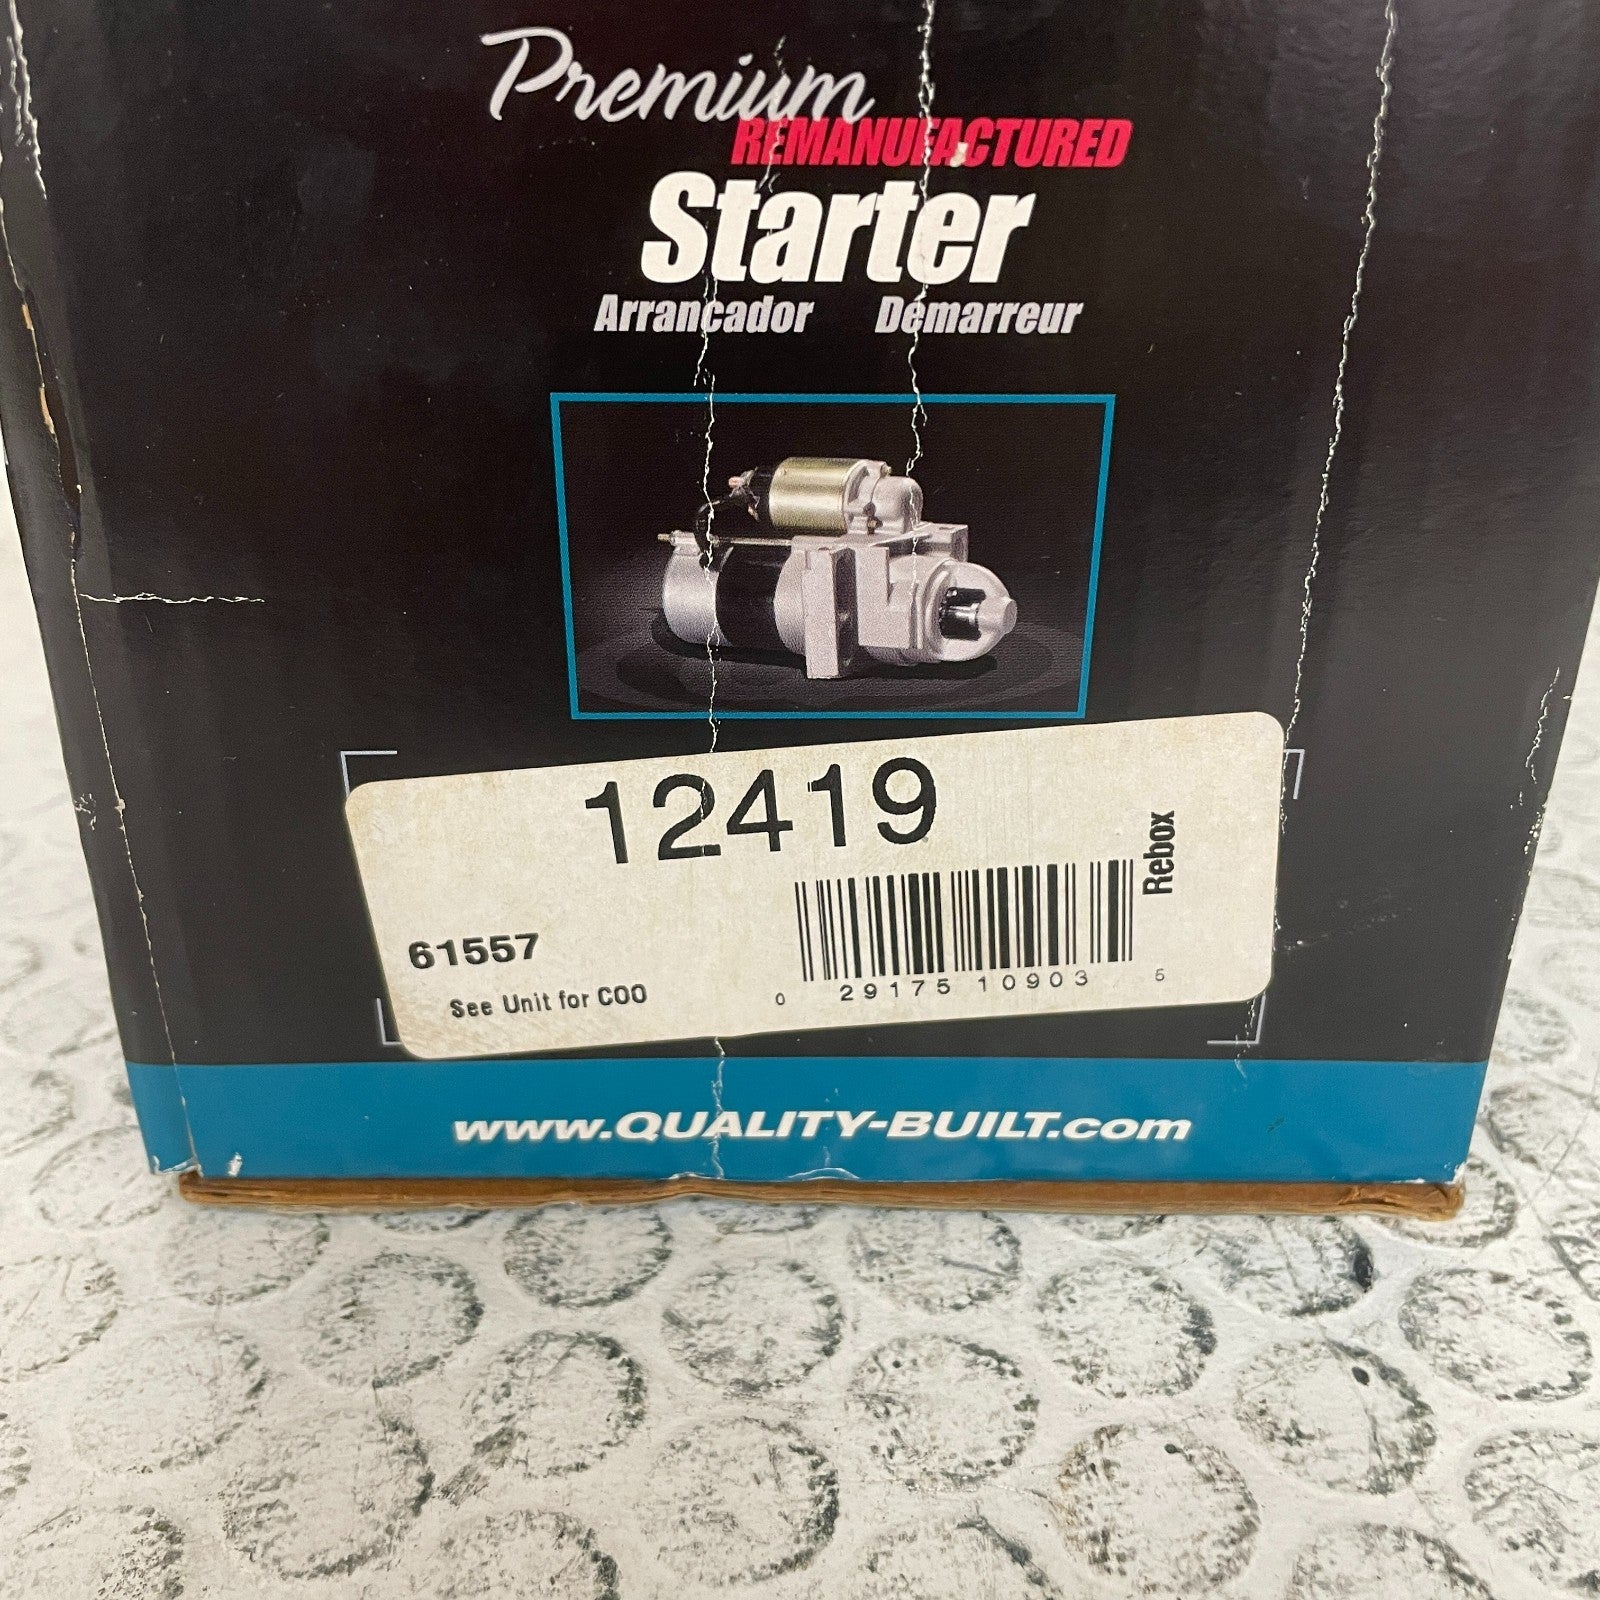 Premium
REMANUFACTURED
Starter
Arrancador Démarreur
12419
Rebox
61557
See Unit for COO
0 29175 10903 5
www.QUALITY-BUILT.com